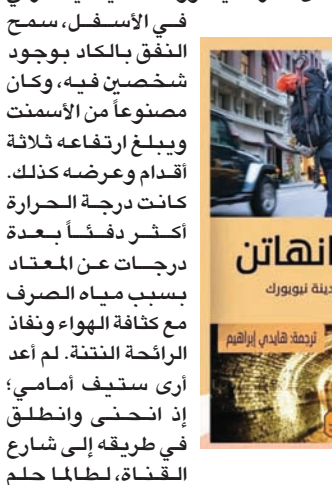 في الأسفل، سمح
النفق بالكاد بوجود
شخصين فيه، وكان
مصنوعاً من الأسمنت
ويبلغ ارتفاعه ثلاثة
أقدام وعرضه كذلك.
كانت درجة الحرارة
أكثر دفئاً بعدة
درجات عن المعتاد
بسبب مياه الصرف
مع كثافة الهواء ونفاذ
الرائحة النتنة. لم أعد
أرى ستيف أمامي؛
إذ انحنى وانطلق
في طريقه إلى شارع
القناة، لطالما حلم
انهاتن
دينة نيويورك
ترجمة: هايدي إبراهيم